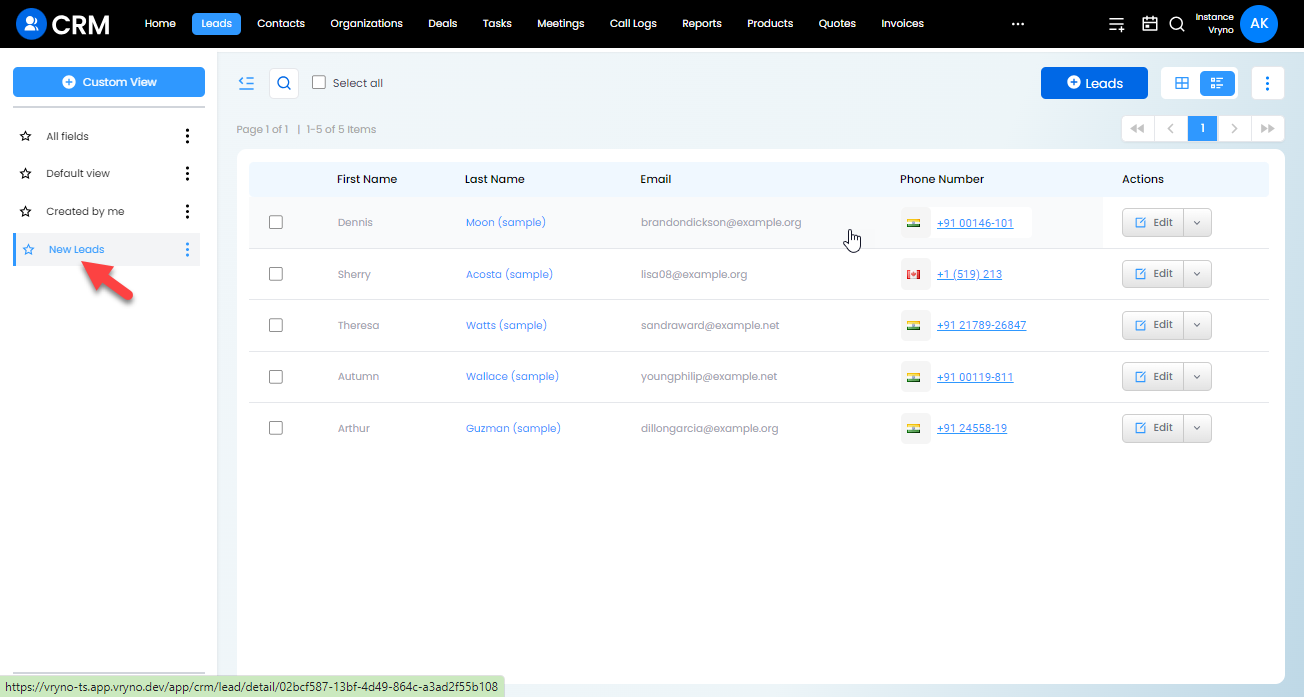 CRM Home Leads Contacts Organizations Deals Tasks Meetings Call Logs Reports Products Quotes Invoices ... Instance Vryno AK
Custom View
All fields
Default view
Created by me
New Leads
Select all
Leads
Page 1 of 1 | 1-5 of 5 Items
1
First Name Last Name Email Phone Number Actions
Dennis Moon (sample) brandondickson@example.org +91 00146-101 Edit
Sherry Acosta (sample) lisa08@example.org +1 (519) 213 Edit
Theresa Watts (sample) sandraward@example.net +91 21789-26847 Edit
Autumn Wallace (sample) youngphilip@example.net +91 00119-811 Edit
Arthur Guzman (sample) dillongarcia@example.org +91 24558-19 Edit
https://vryno-ts.app.vryno.dev/app/crm/lead/detail/02bcf587-13bf-4d49-864c-a3ad2f55b108